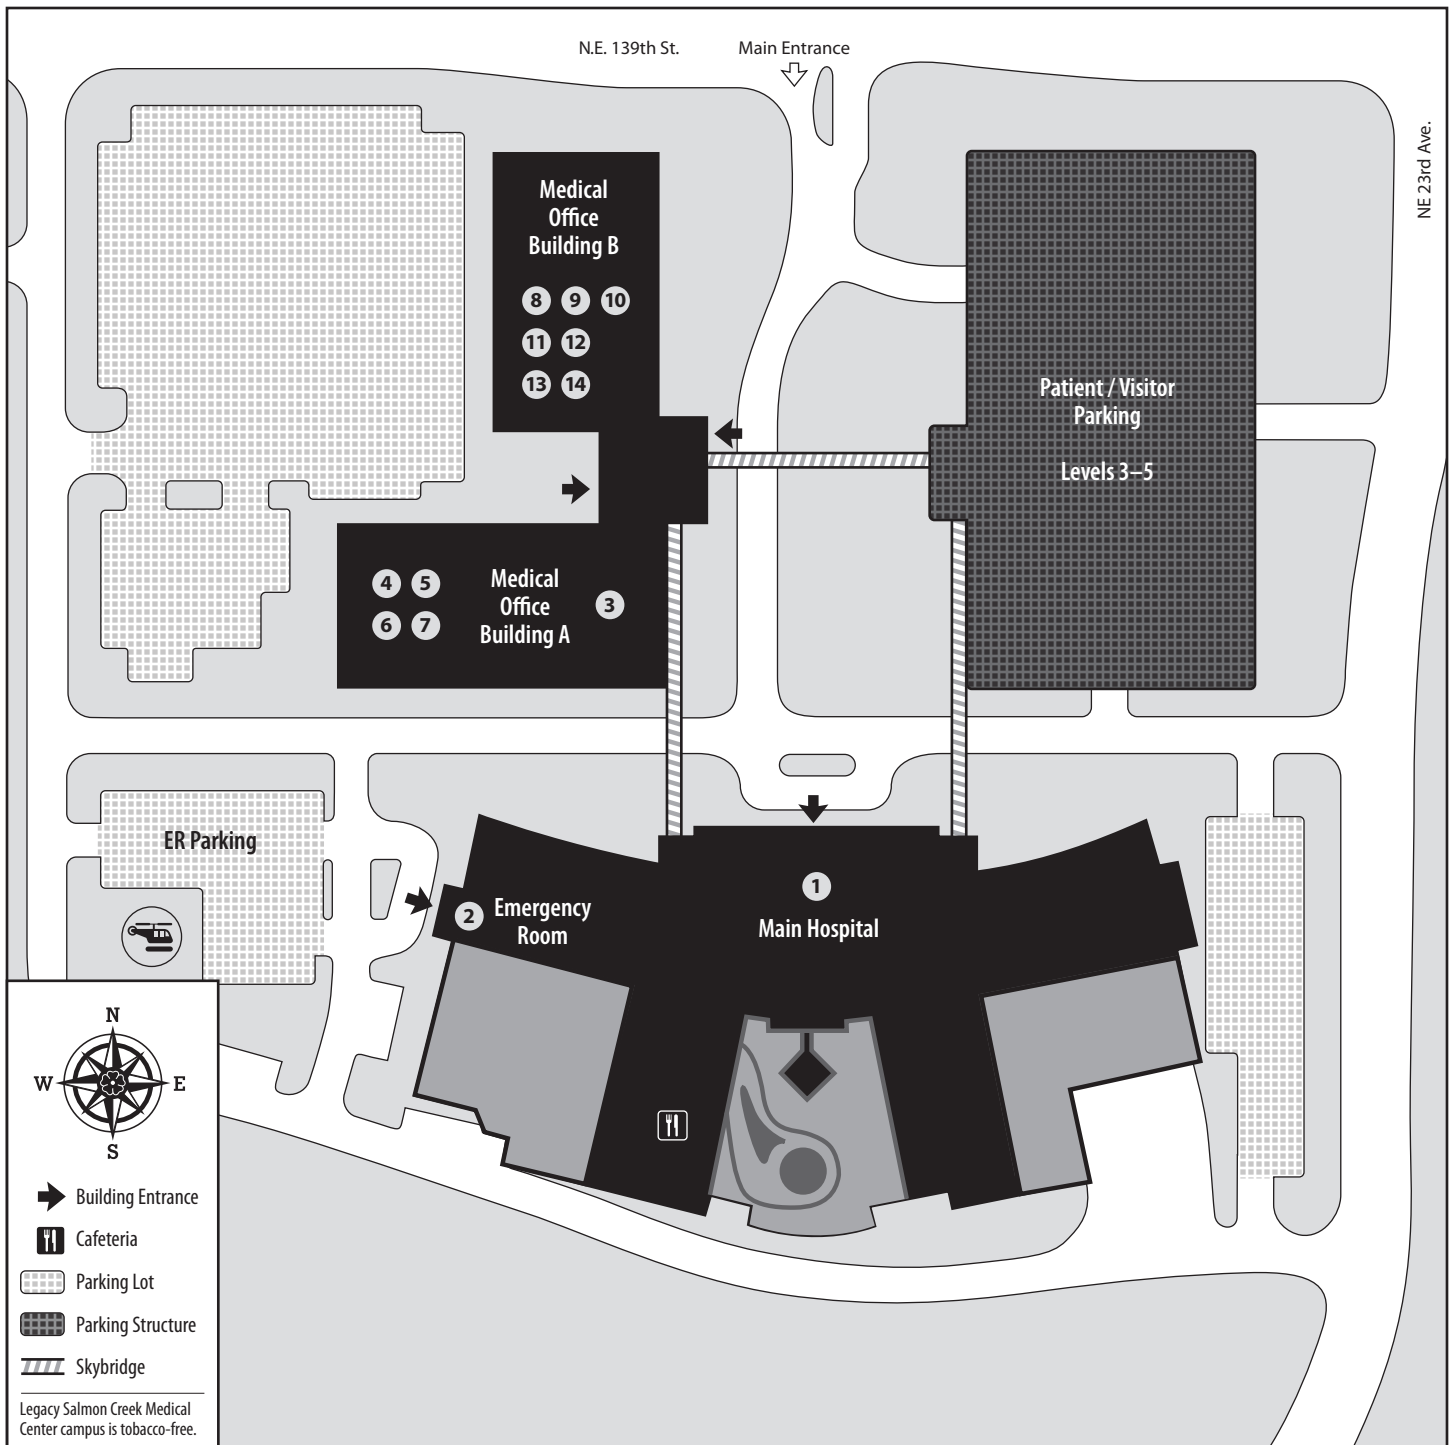 N.E. 139th St.
Main Entrance
NE 23rd Ave.
Medical
Office
Building B
8 9 10
11 12
13 14
Patient / Visitor
Parking
Levels 3–5
4 5
6 7
Medical
Office
Building A
3
ER Parking
1
Main Hospital
2
Emergency
Room
N
W E
S
Building Entrance
Cafeteria
Parking Lot
Parking Structure
Skybridge
Legacy Salmon Creek Medical
Center campus is tobacco-free.